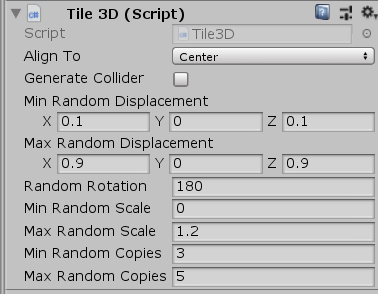 Tile 3D (Script)
Script Tile3D
Align To Center
Generate Collider
Min Random Displacement
X 0.1 Y 0 Z 0.1
Max Random Displacement
X 0.9 Y 0 Z 0.9
Random Rotation 180
Min Random Scale 0
Max Random Scale 1.2
Min Random Copies 3
Max Random Copies 5